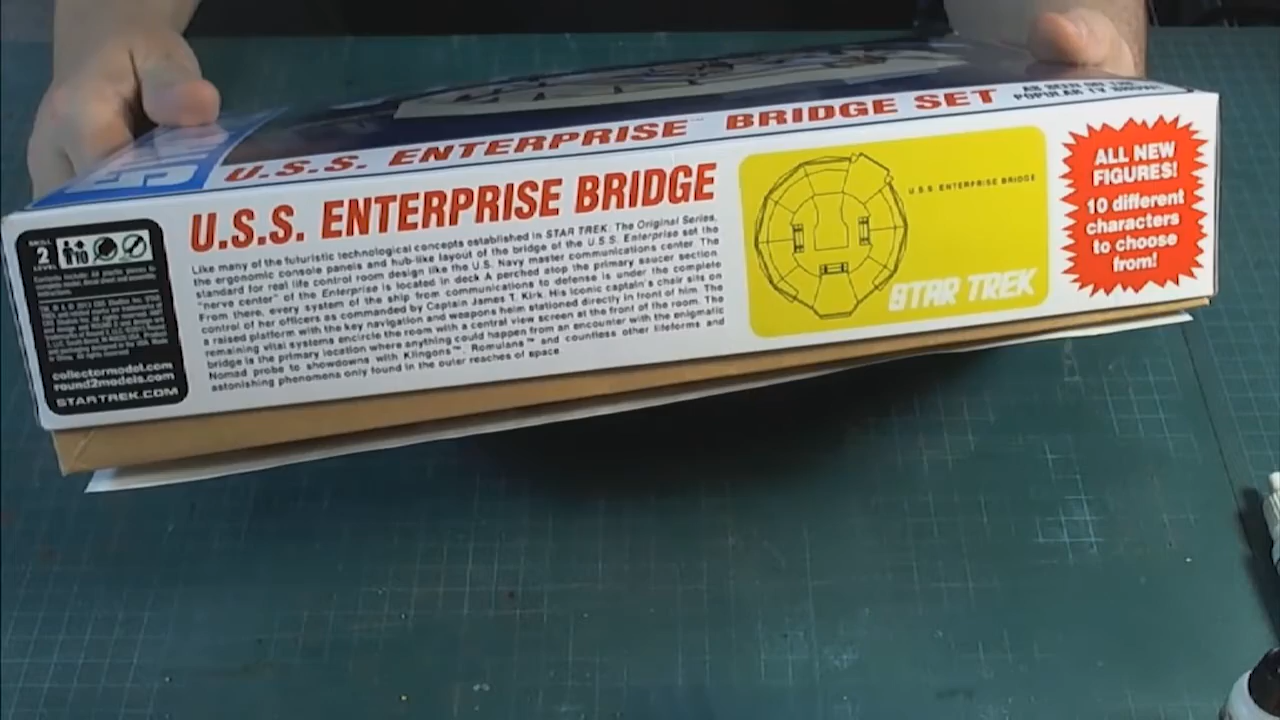 U.S.S. ENTERPRISE™ BRIDGE SET
AS SEEN ON THE
POPULAR TV SHOW!
U.S.S. ENTERPRISE BRIDGE
Like many of the futuristic technological concepts established in STAR TREK: The Original Series,
the ergonomic console panels and hub-like layout of the bridge of the U.S.S. Enterprise set the
standard for real life control room design like the U.S. Navy master communications center. The
"nerve center" of the Enterprise is located in deck A perched atop the primary saucer section
From there, every system of the ship from communications to defense is under the complete
control of her officers as commanded by Captain James T. Kirk. His iconic captain's chair sits on
a raised platform with the key navigation and weapons helm stationed directly in front of him. The
remaining vital systems encircle the room with a central view screen at the front of the room. The
bridge is the primary location where anything could happen from an encounter with the enigmatic
Nomad probe to showdowns with Klingons™, Romulans™ and countless other lifeforms and
astonishing phenomena only found in the outer reaches of space.
SKILL
2
LEVEL
10
collectormodel.com
round2models.com
STARTREK.COM
U.S.S. ENTERPRISE BRIDGE
STAR TREK
ALL NEW
FIGURES!
10 different
characters
to choose
from!